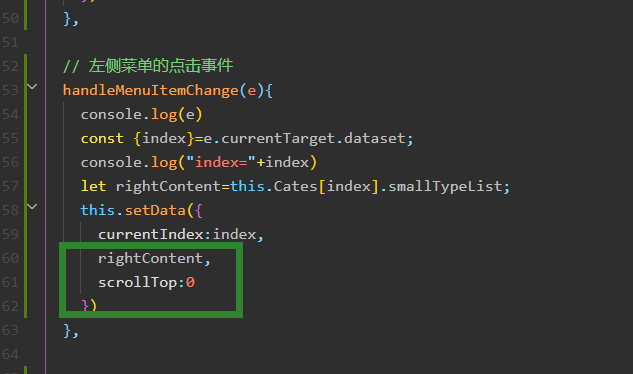 50 },
51
52 // 左侧菜单的点击事件
53 handleMenuItemChange(e){
54 console.log(e)
55 const {index}=e.currentTarget.dataset;
56 console.log("index="+index)
57 let rightContent=this.Cates[index].smallTypeList;
58 this.setData({
59 currentIndex:index,
60 rightContent,
61 scrollTop:0
62 })
63 },
64